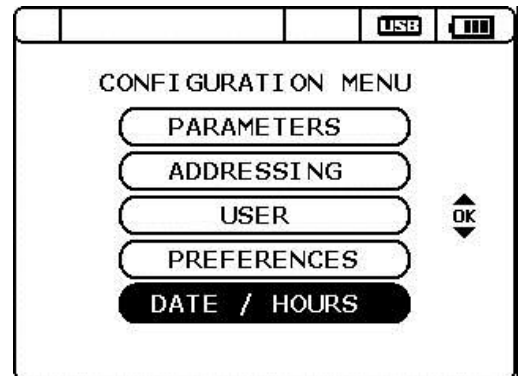 USB
CONFIGURATION MENU
PARAMETERS
ADDRESSING
USER
OK
PREFERENCES
DATE / HOURS